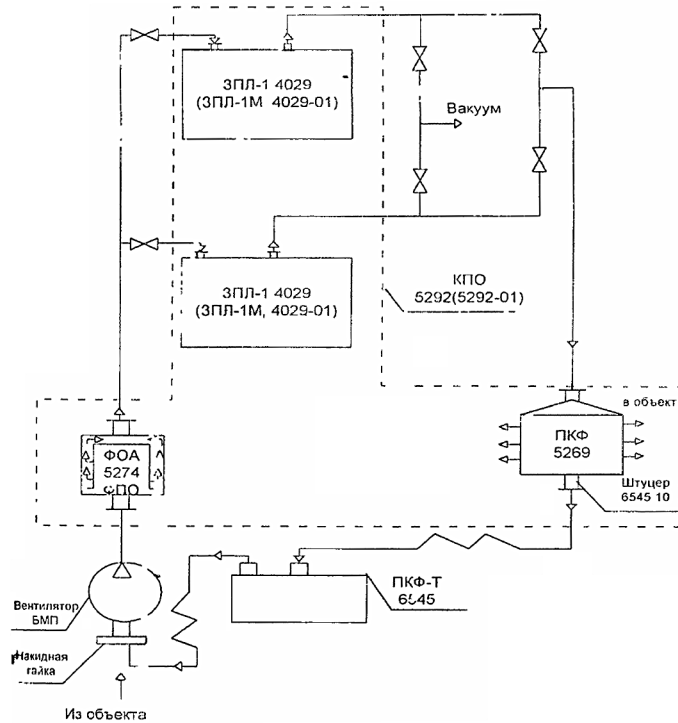 ЗПЛ-1 4029
(ЗПЛ-1М 4029-01)
Вакуум
ЗПЛ-1 4029
(ЗПЛ-1М, 4029-01)
КПО
5292(5292-01)
в объект
ФОА
5274
СПО
ПКФ
5269
Штуцер
6545 10
ПКФ-Т
6545
Вентилятор
БМП
Накидная
гайка
Из объекта